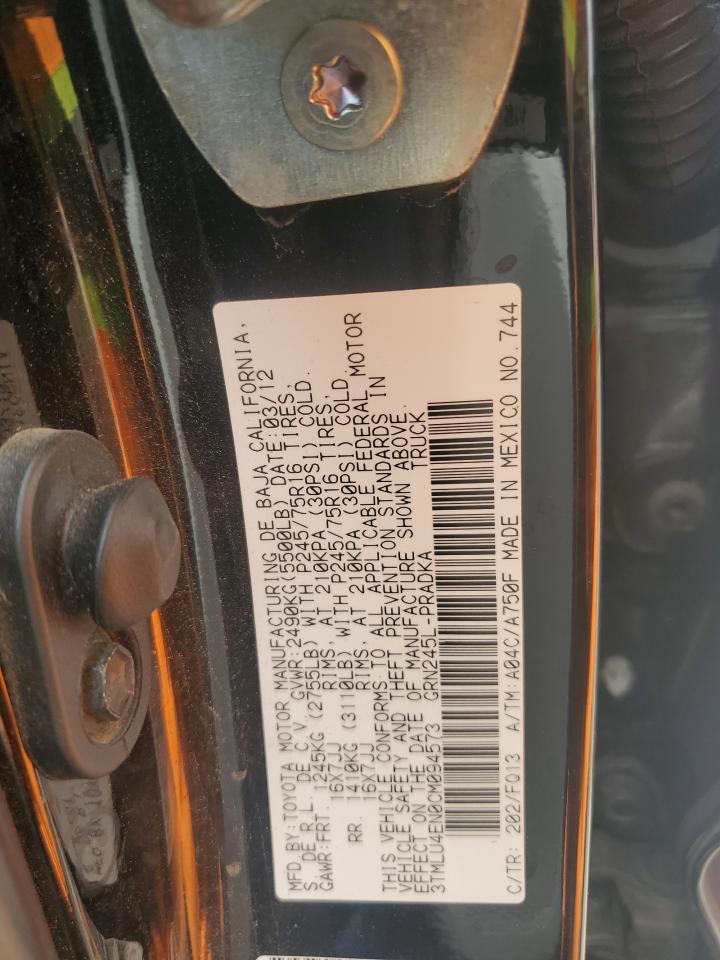 MFD. BY: TOYOTA MOTOR MANUFACTURING DE BAJA CALIFORNIA,
S. DE R.L. DE C.V. GVWR: 2490KG(5500LB) DATE: 03/12
GAWR: FRT. 1245KG (2755LB) WITH P245/75R16 TIRES,
16X7JJ RIMS, AT 210KPA (30PSI) COLD.
RR. 1410KG (3110LB) WITH P245/75R16 TIRES,
16X7JJ RIMS, AT 210KPA (30PSI) COLD.
THIS VEHICLE CONFORMS TO ALL APPLICABLE FEDERAL MOTOR
VEHICLE SAFETY AND THEFT PREVENTION STANDARDS IN
EFFECT ON THE DATE OF MANUFACTURE SHOWN ABOVE.
3TMLU4EN0CM094573 GRN245L-PRADKA TRUCK
C/TR: 202/FQ13 A/TM: A04C/A750F MADE IN MEXICO NO. 744